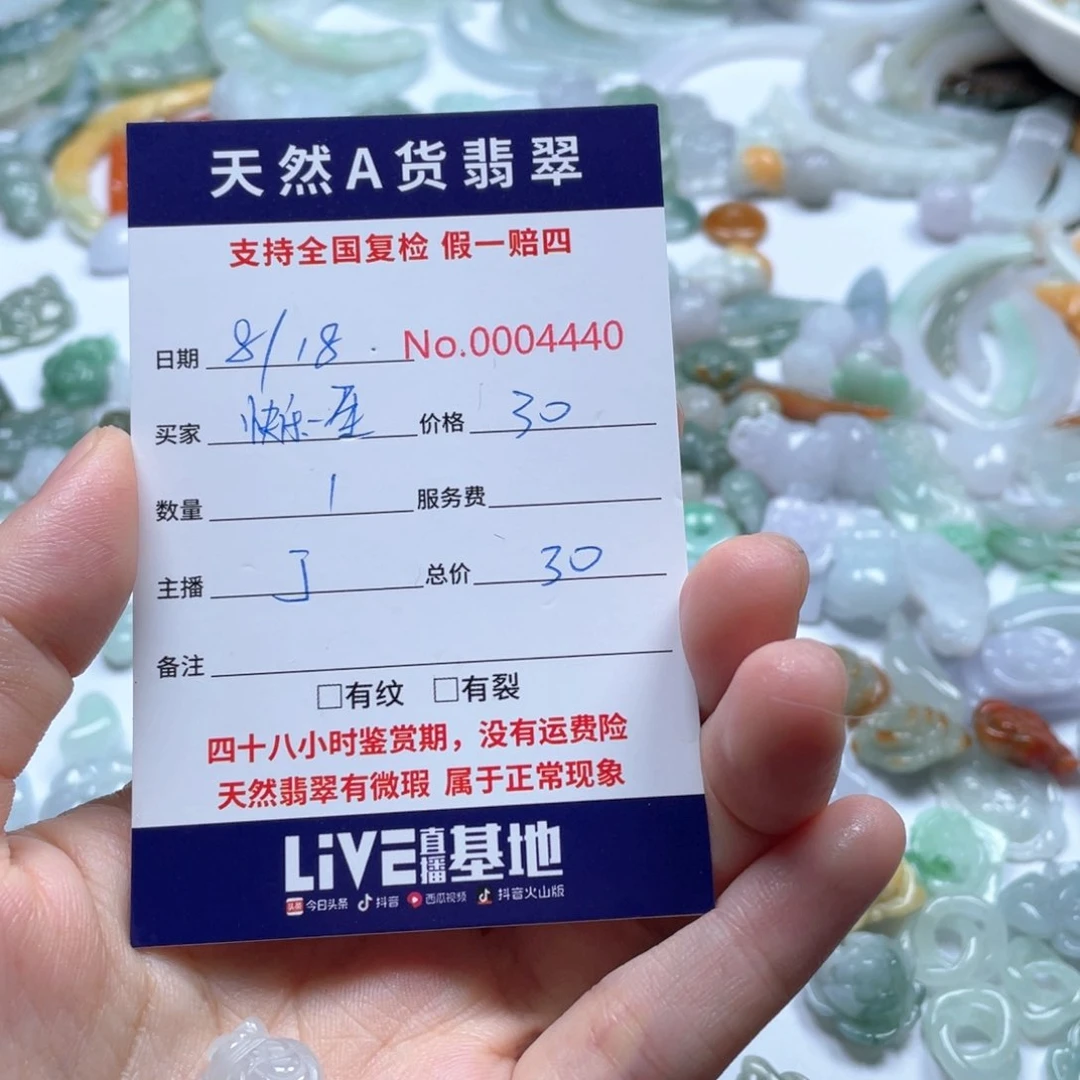 天然A货翡翠
支持全国复检 假一赔四
日期 8/18 No.0004440
买家 快乐一星 价格 30
数量 1 服务费
主播 J 总价 30
备注
□有纹 □有裂
四十八小时鉴赏期，没有运费险
天然翡翠有微瑕 属于正常现象
LiVE直播基地
头条 今日头条 抖音 西瓜视频 抖音火山版